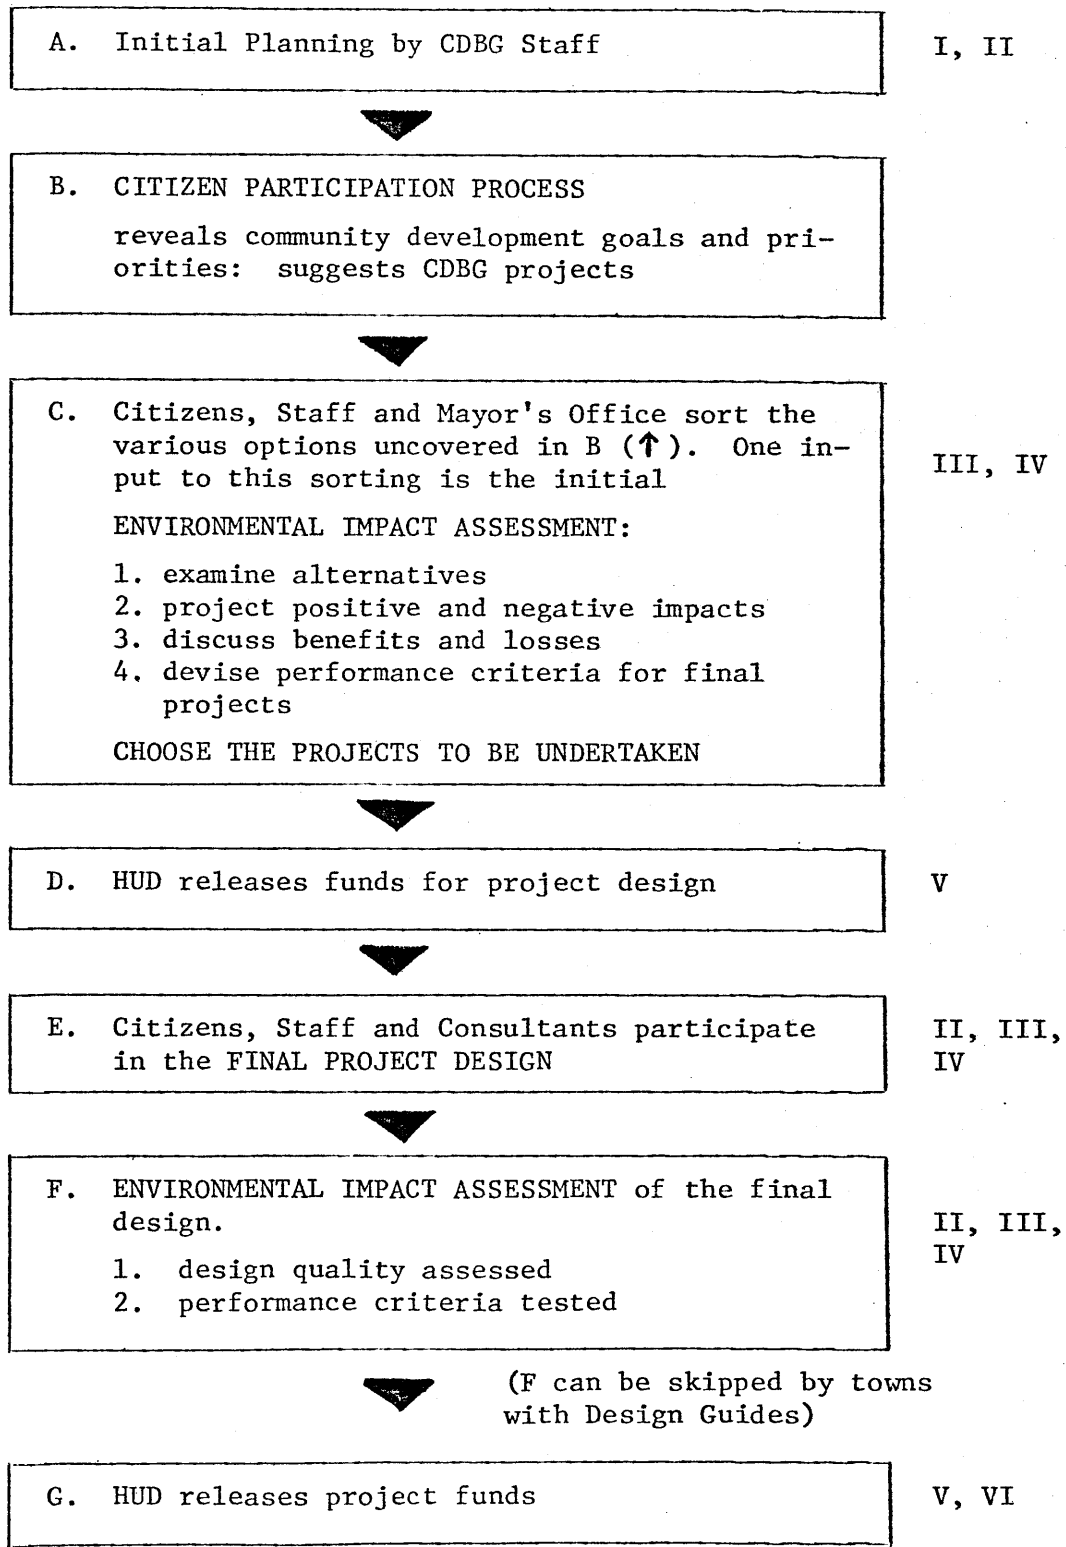 A. Initial Planning by CDBG Staff
I, II
B. CITIZEN PARTICIPATION PROCESS
reveals community development goals and pri-
orities: suggests CDBG projects
C. Citizens, Staff and Mayor's Office sort the
various options uncovered in B (↑). One in-
put to this sorting is the initial
III, IV
ENVIRONMENTAL IMPACT ASSESSMENT:
1. examine alternatives
2. project positive and negative impacts
3. discuss benefits and losses
4. devise performance criteria for final
projects
CHOOSE THE PROJECTS TO BE UNDERTAKEN
D. HUD releases funds for project design
V
E. Citizens, Staff and Consultants participate
in the FINAL PROJECT DESIGN
II, III,
IV
F. ENVIRONMENTAL IMPACT ASSESSMENT of the final
design.
II, III,
IV
1. design quality assessed
2. performance criteria tested
(F can be skipped by towns
with Design Guides)
G. HUD releases project funds
V, VI